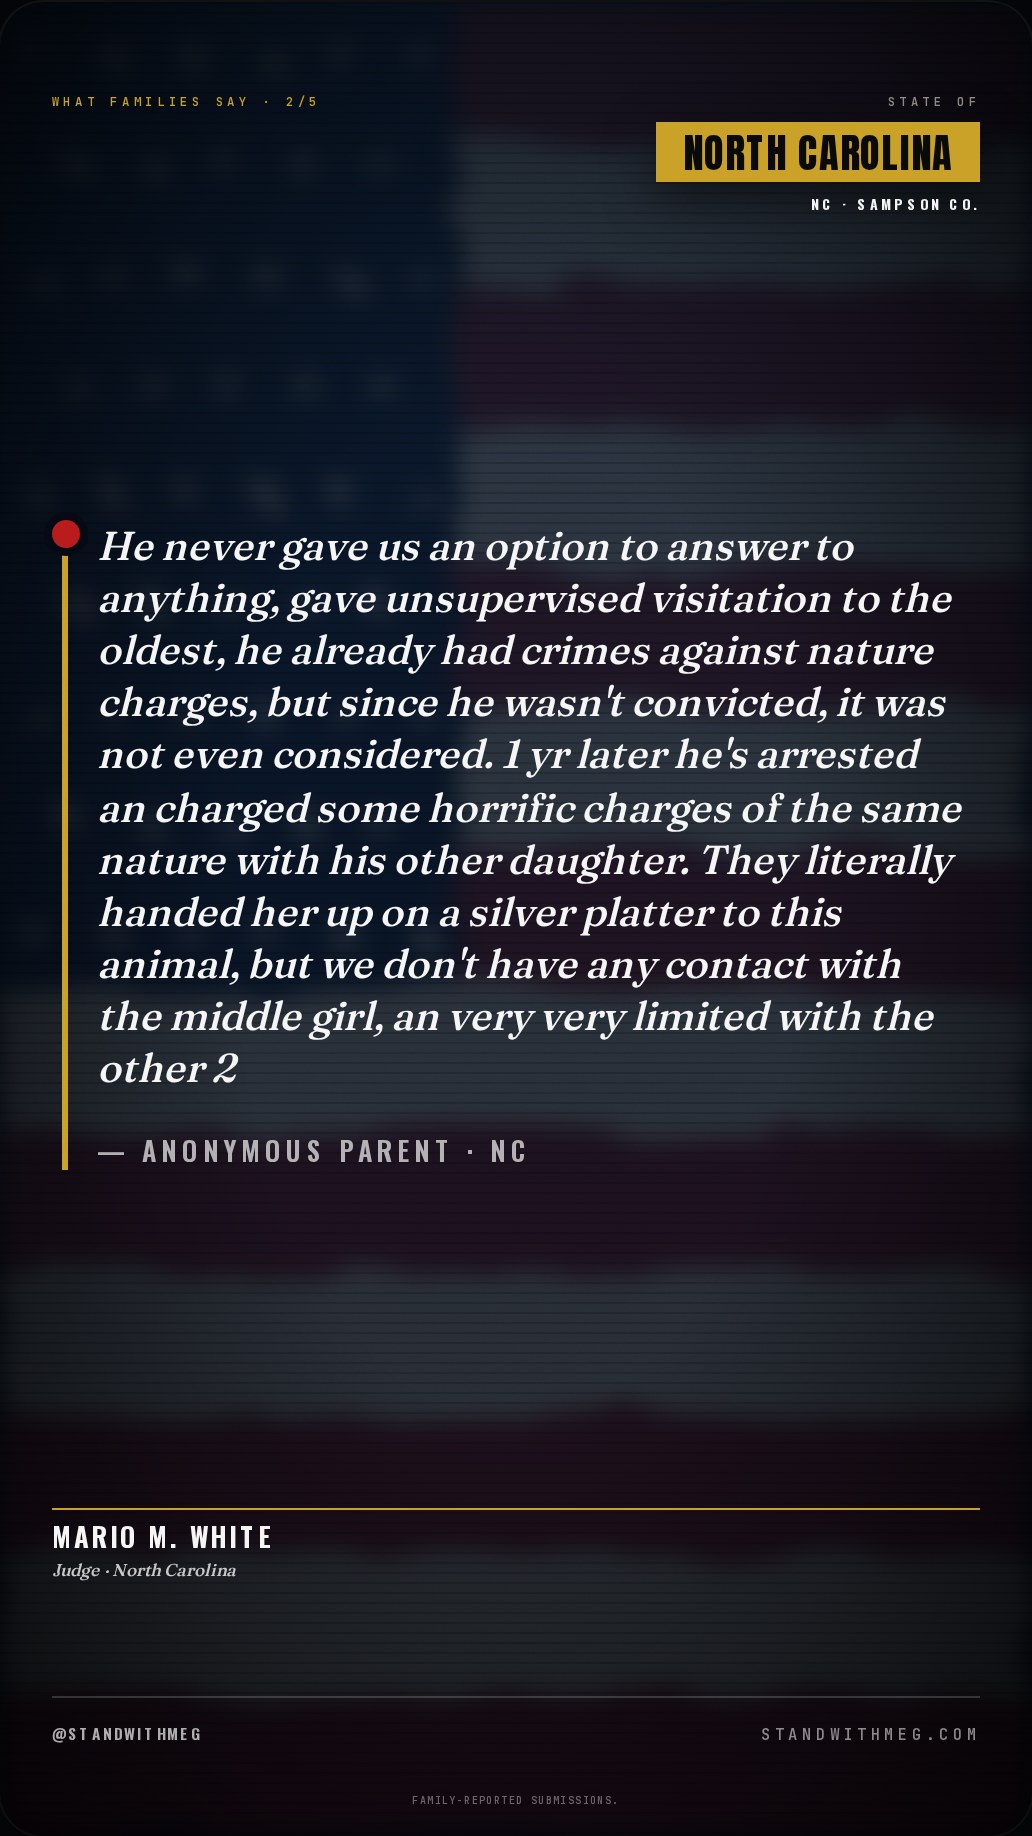 WHAT FAMILIES SAY · 2/5
STATE OF
NORTH CAROLINA
NC · SAMPSON CO.
He never gave us an option to answer to
anything, gave unsupervised visitation to the
oldest, he already had crimes against nature
charges, but since he wasn't convicted, it was
not even considered. 1 yr later he's arrested
an charged some horrific charges of the same
nature with his other daughter. They literally
handed her up on a silver platter to this
animal, but we don't have any contact with
the middle girl, an very very limited with the
other 2
— ANONYMOUS PARENT · NC
MARIO M. WHITE
Judge · North Carolina
@STANDWITHMEG
STANDWITHMEG.COM
FAMILY-REPORTED SUBMISSIONS.